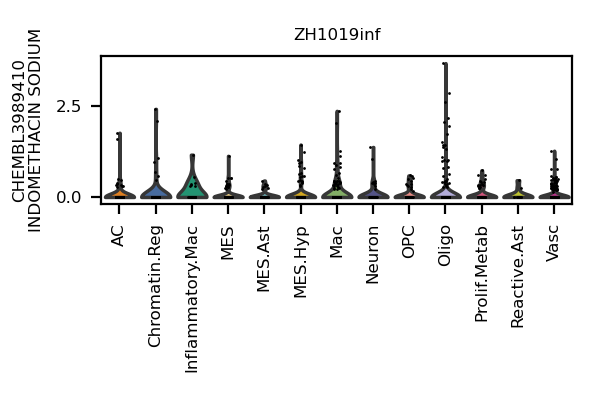 ZH1019inf
CHEMBL3989410
INDOMETHACIN SODIUM
2.5
0.0
AC
Chromatin.Reg
Inflammatory.Mac
MES
MES.Ast
MES.Hyp
Mac
Neuron
OPC
Oligo
Prolif.Metab
Reactive.Ast
Vasc